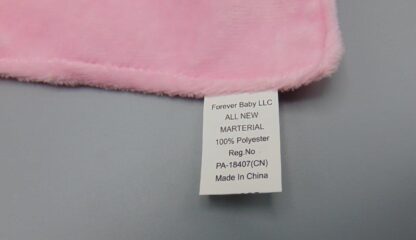 Forever Baby LLC
ALL NEW
MARTERIAL
100% Polyester
Reg.No
PA-18407(CN)
Made In China